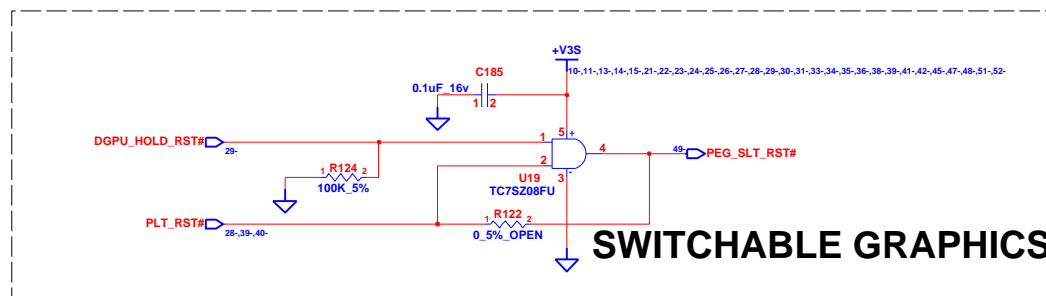 +V3S
10-,11-,13-,14-,15-,21-,22-,23-,24-,25-,26-,27-,28-,29-,30-,31-,33-,34-,35-,36-,38-,39-,41-,42-,45-,47-,48-,51-,52-
C185
0.1uF_16v
1 2
DGPU_HOLD_RST#
29-
1
5 +
4
49-
PEG_SLT_RST#
2
R124
1 2
100K_5%
U19
3 -
TC7SZ08FU
PLT_RST#
28-,39-,40-
R122
1 2
0_5%_OPEN
SWITCHABLE GRAPHICS